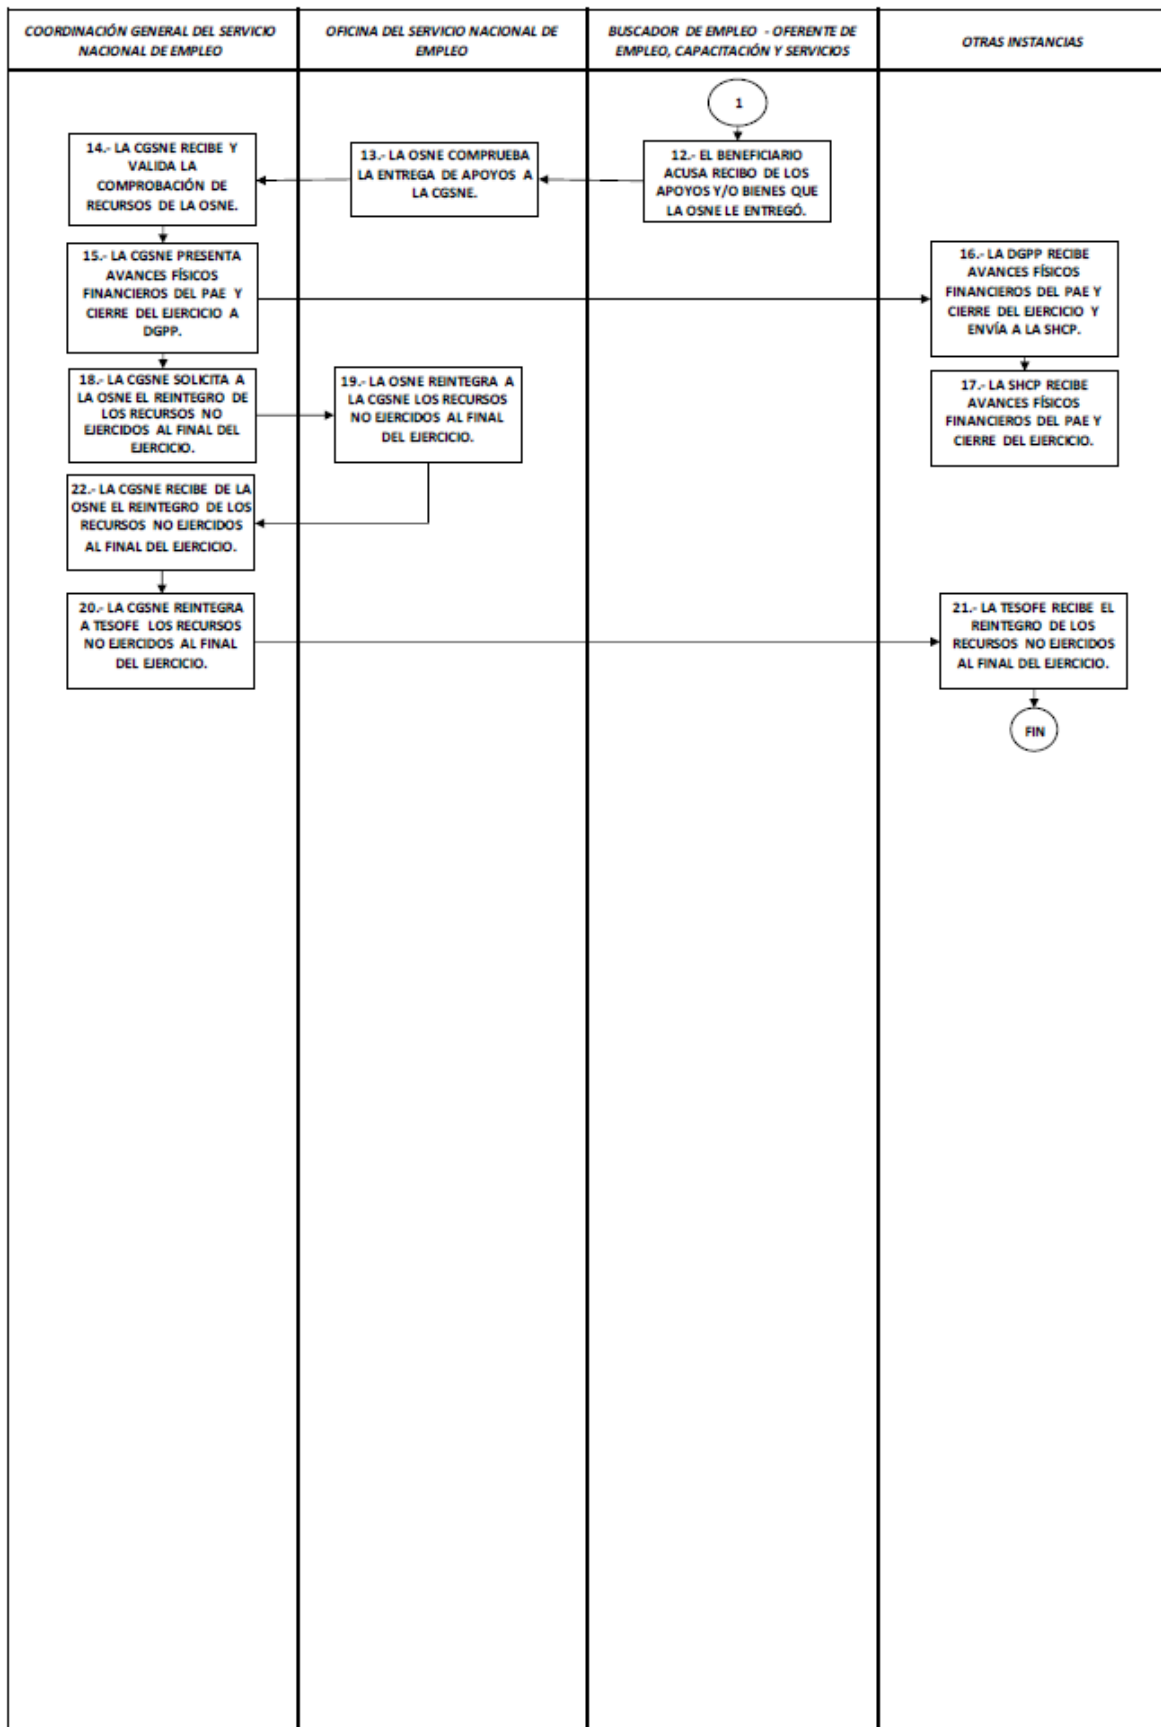 COORDINACIÓN GENERAL DEL SERVICIO
NACIONAL DE EMPLEO
OFICINA DEL SERVICIO NACIONAL DE
EMPLEO
BUSCADOR DE EMPLEO - OFERENTE DE
EMPLEO, CAPACITACIÓN Y SERVICIOS
OTRAS INSTANCIAS
1
14.- LA CGSNE RECIBE Y
VALIDA LA
COMPROBACIÓN DE
RECURSOS DE LA OSNE.
13.- LA OSNE COMPRUEBA
LA ENTREGA DE APOYOS A
LA CGSNE.
12.- EL BENEFICIARIO
ACUSA RECIBO DE LOS
APOYOS Y/O BIENES QUE
LA OSNE LE ENTREGÓ.
15.- LA CGSNE PRESENTA
AVANCES FÍSICOS
FINANCIEROS DEL PAE Y
CIERRE DEL EJERCICIO A
DGPP.
16.- LA DGPP RECIBE
AVANCES FÍSICOS
FINANCIEROS DEL PAE Y
CIERRE DEL EJERCICIO Y
ENVÍA A LA SHCP.
18.- LA CGSNE SOLICITA A
LA OSNE EL REINTEGRO DE
LOS RECURSOS NO
EJERCIDOS AL FINAL DEL
EJERCICIO.
19.- LA OSNE REINTEGRA A
LA CGSNE LOS RECURSOS
NO EJERCIDOS AL FINAL
DEL EJERCICIO.
17.- LA SHCP RECIBE
AVANCES FÍSICOS
FINANCIEROS DEL PAE Y
CIERRE DEL EJERCICIO.
22.- LA CGSNE RECIBE DE LA
OSNE EL REINTEGRO DE LOS
RECURSOS NO EJERCIDOS
AL FINAL DEL EJERCICIO.
20.- LA CGSNE REINTEGRA
A TESOFE LOS RECURSOS
NO EJERCIDOS AL FINAL
DEL EJERCICIO.
21.- LA TESOFE RECIBE EL
REINTEGRO DE LOS
RECURSOS NO EJERCIDOS
AL FINAL DEL EJERCICIO.
FIN